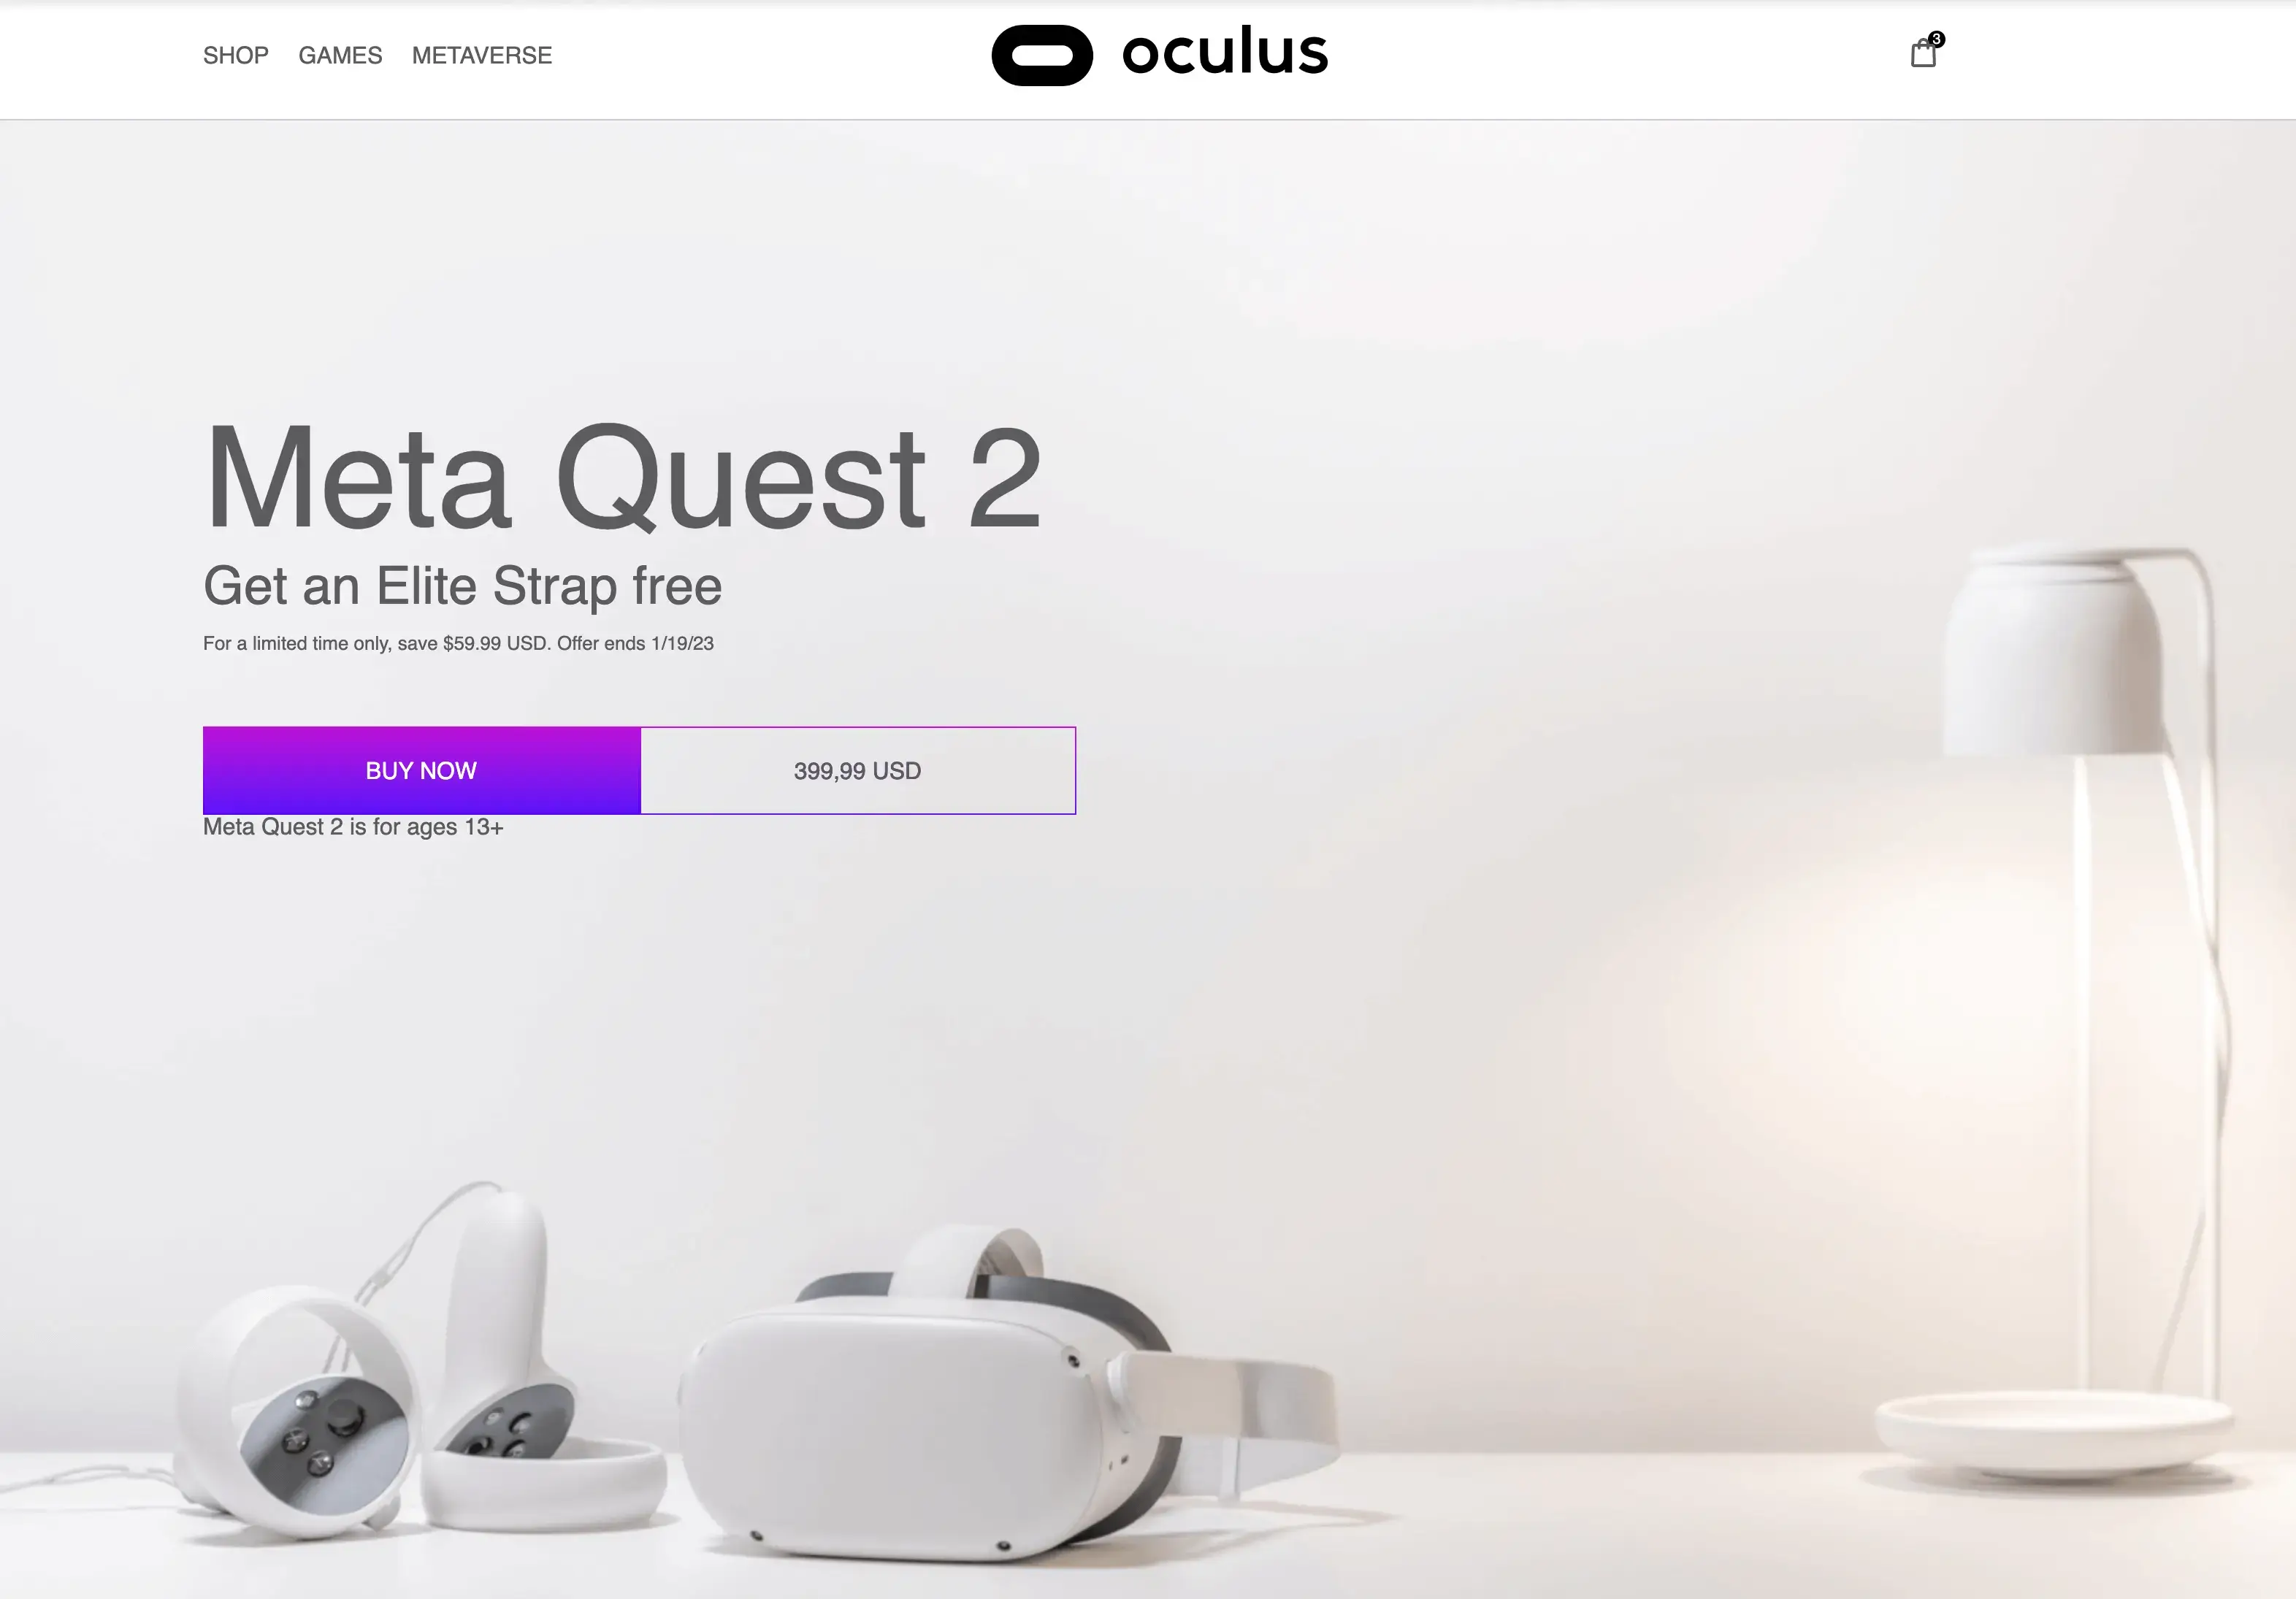 SHOP GAMES METAVERSE
oculus
3
Meta Quest 2
Get an Elite Strap free
For a limited time only, save $59.99 USD. Offer ends 1/19/23
BUY NOW
399,99 USD
Meta Quest 2 is for ages 13+